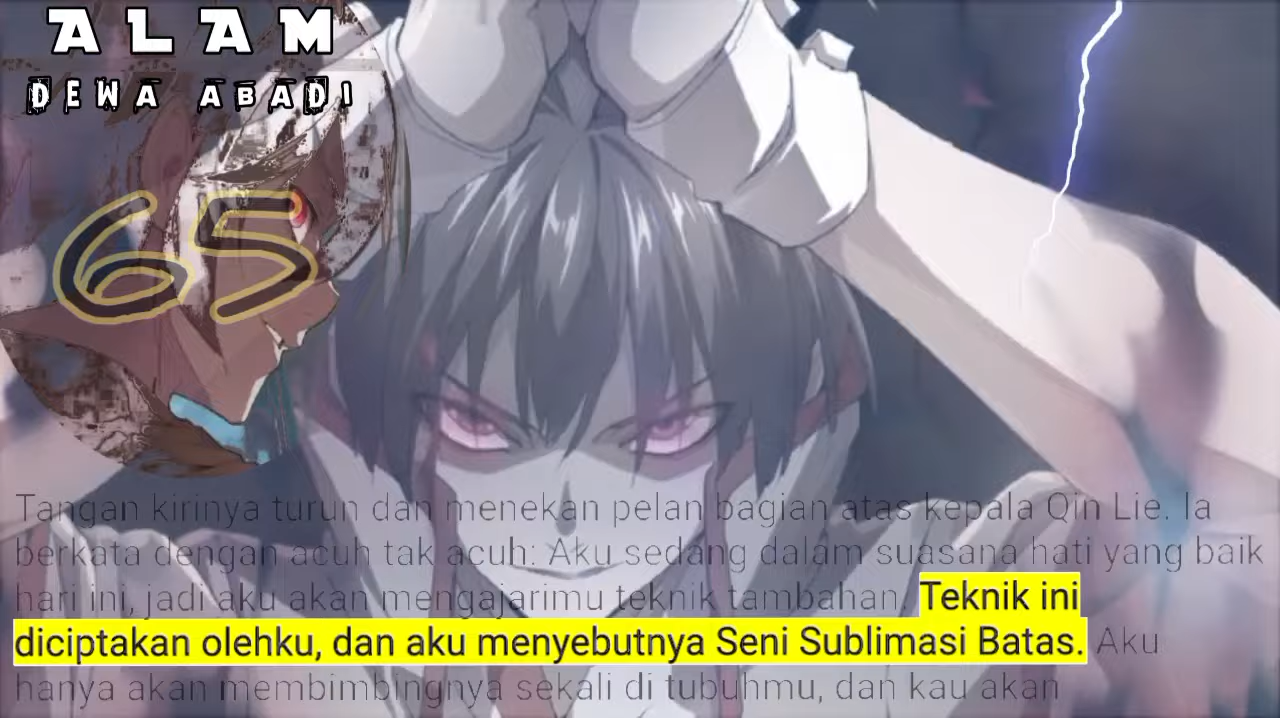 ALAM
DEWA ABADI
65
Tangan kirinya turun dan menekan pelan bagian atas kepala Qin Lie. Ia
berkata dengan acuh tak acuh: Aku sedang dalam suasana hati yang baik
hari ini, jadi aku akan mengajarimu teknik tambahan. Teknik ini
diciptakan olehku, dan aku menyebutnya Seni Sublimasi Batas. Aku
hanya akan membimbingnya sekali di tubuhmu, dan kau akan